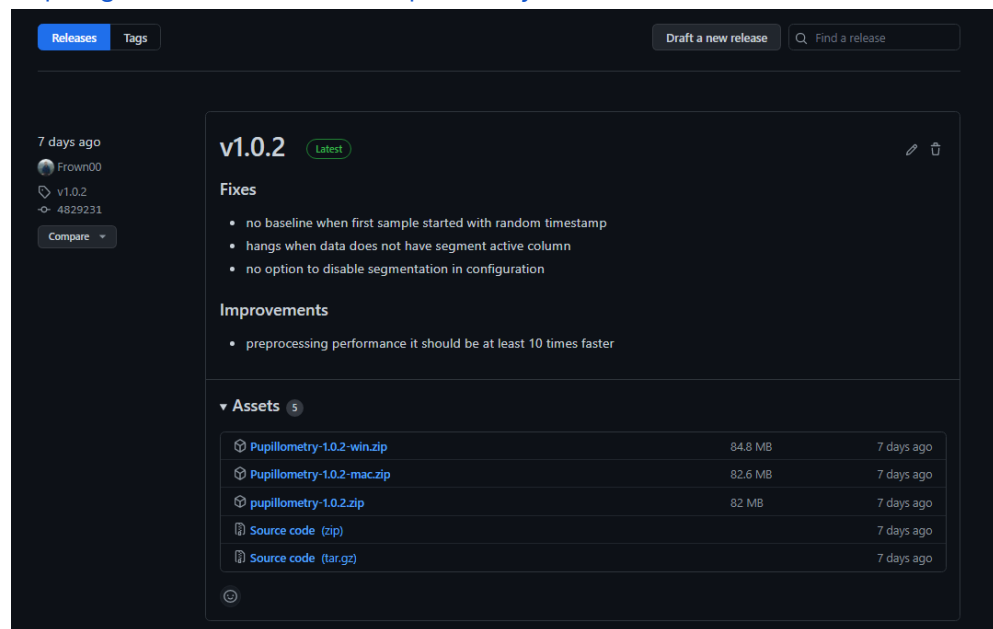 Releases Tags Draft a new release Find a release
7 days ago
Frown00
v1.0.2
4829231
Compare
v1.0.2 Latest
Fixes
no baseline when first sample started with random timestamp
hangs when data does not have segment active column
no option to disable segmentation in configuration
Improvements
preprocessing performance it should be at least 10 times faster
Assets 5
Pupillometry-1.0.2-win.zip 84.8 MB 7 days ago
Pupillometry-1.0.2-mac.zip 82.6 MB 7 days ago
pupillometry-1.0.2.zip 82 MB 7 days ago
Source code (zip) 7 days ago
Source code (tar.gz) 7 days ago